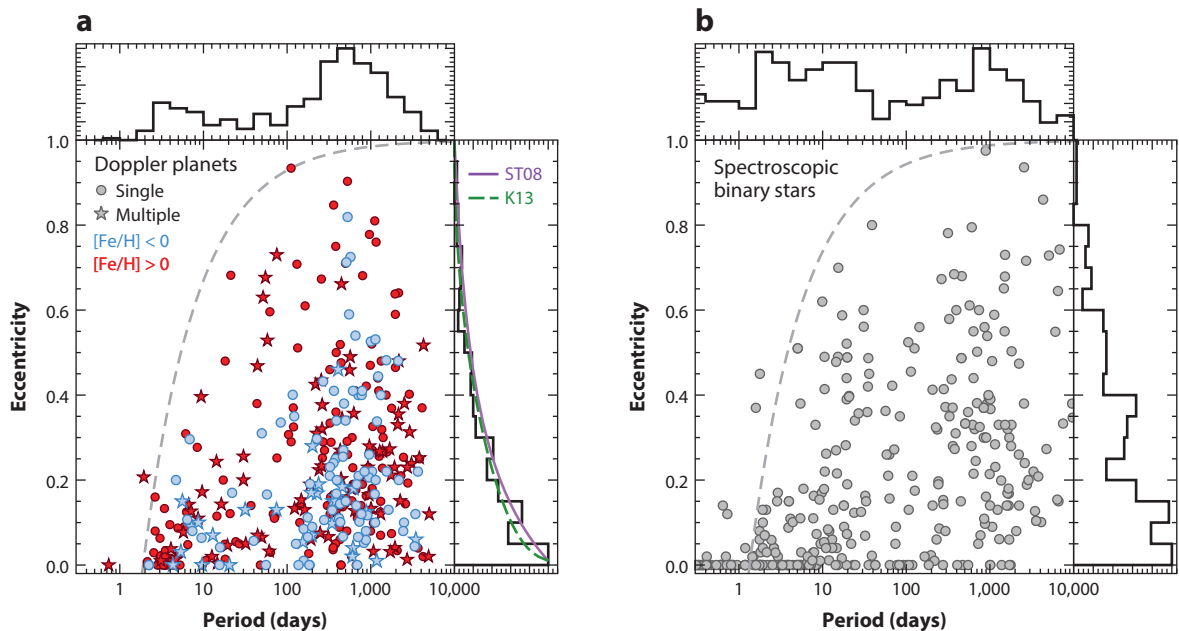 a
1.0
0.8
0.6
0.4
0.2
0.0
Eccentricity
Doppler planets
Single
Multiple
[Fe/H] < 0
[Fe/H] > 0
ST08
K13
1
10
100
1,000
10,000
Period (days)
b
1.0
0.8
0.6
0.4
0.2
0.0
Eccentricity
Spectroscopic
binary stars
1
10
100
1,000
10,000
Period (days)